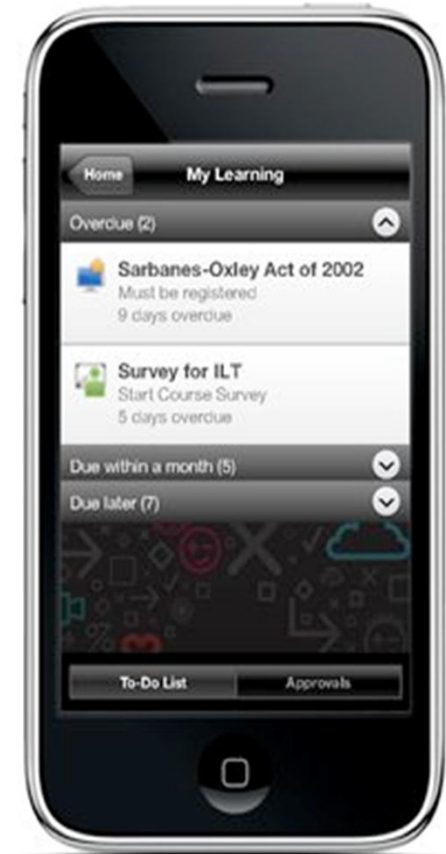 Home
My Learning
Overdue (2)
Sarbanes-Oxley Act of 2002
Must be registered
9 days overdue
Survey for ILT
Start Course Survey
5 days overdue
Due within a month (5)
Due later (7)
To-Do List
Approvals